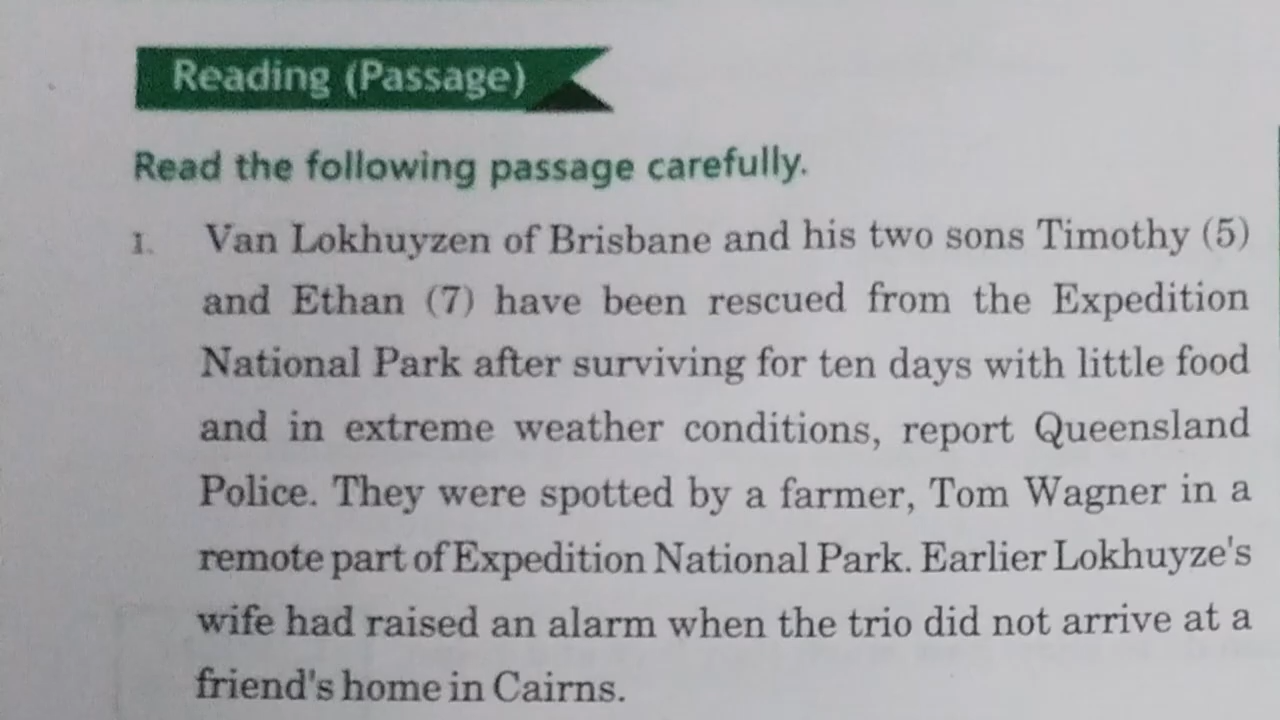 Reading (Passage)
Read the following passage carefully.
1. Van Lokhuyzen of Brisbane and his two sons Timothy (5)
and Ethan (7) have been rescued from the Expedition
National Park after surviving for ten days with little food
and in extreme weather conditions, report Queensland
Police. They were spotted by a farmer, Tom Wagner in a
remote part of Expedition National Park. Earlier Lokhuyze's
wife had raised an alarm when the trio did not arrive at a
friend's home in Cairns.